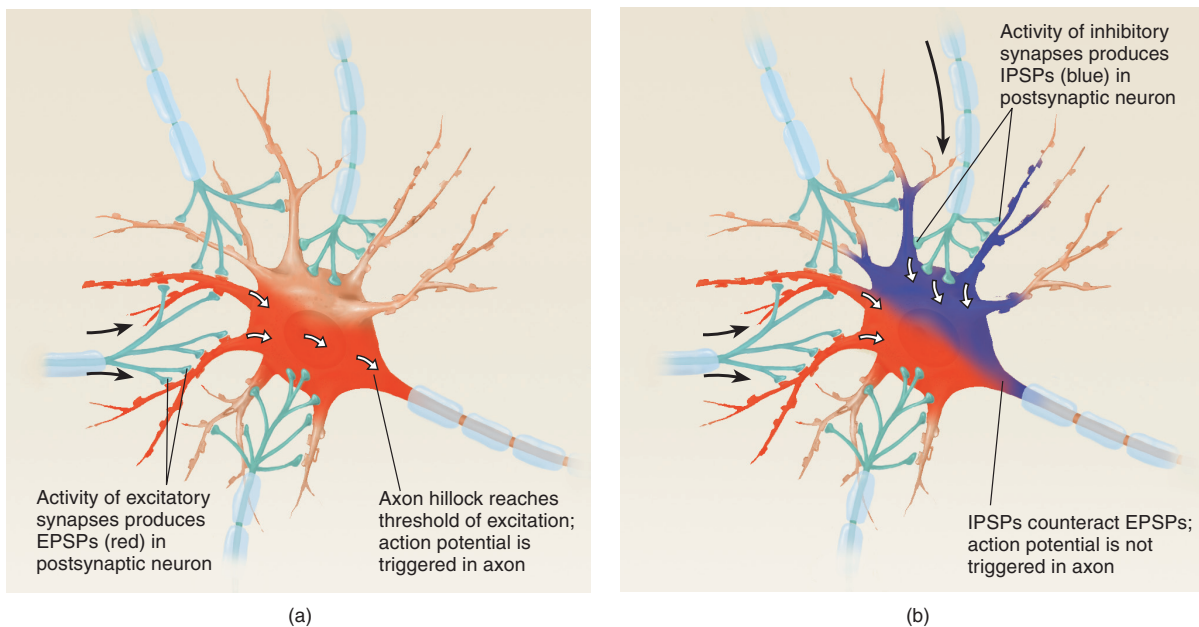 Activity of excitatory
synapses produces
EPSPs (red) in
postsynaptic neuron
Axon hillock reaches
threshold of excitation;
action potential is
triggered in axon
(a)
Activity of inhibitory
synapses produces
IPSPs (blue) in
postsynaptic neuron
IPSPs counteract EPSPs;
action potential is not
triggered in axon
(b)